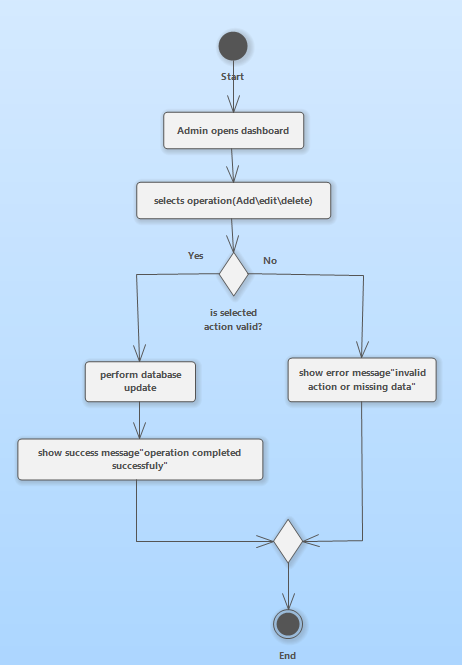 Start
Admin opens dashboard
selects operation(Add\edit\delete)
Yes
No
is selected
action valid?
perform database
update
show error message"invalid
action or missing data"
show success message"operation completed
successfuly"
End